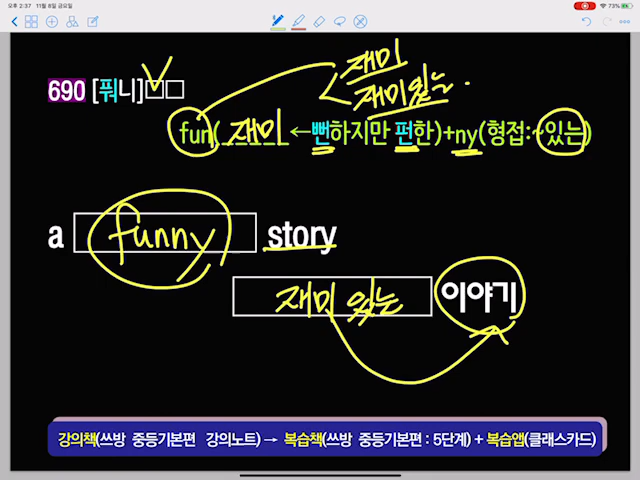 오후 2:37 11월 8일 금요일
73%
재미
690 [풔니]□□
재미있는
fun( 재미 ←뻔하지만 편한)+ny(형접:~있는)
a funny story
재미있는 이야기
강의책(쓰방 중등기본편 강의노트) → 복습책(쓰방 중등기본편 : 5단계) + 복습앱(클래스카드)